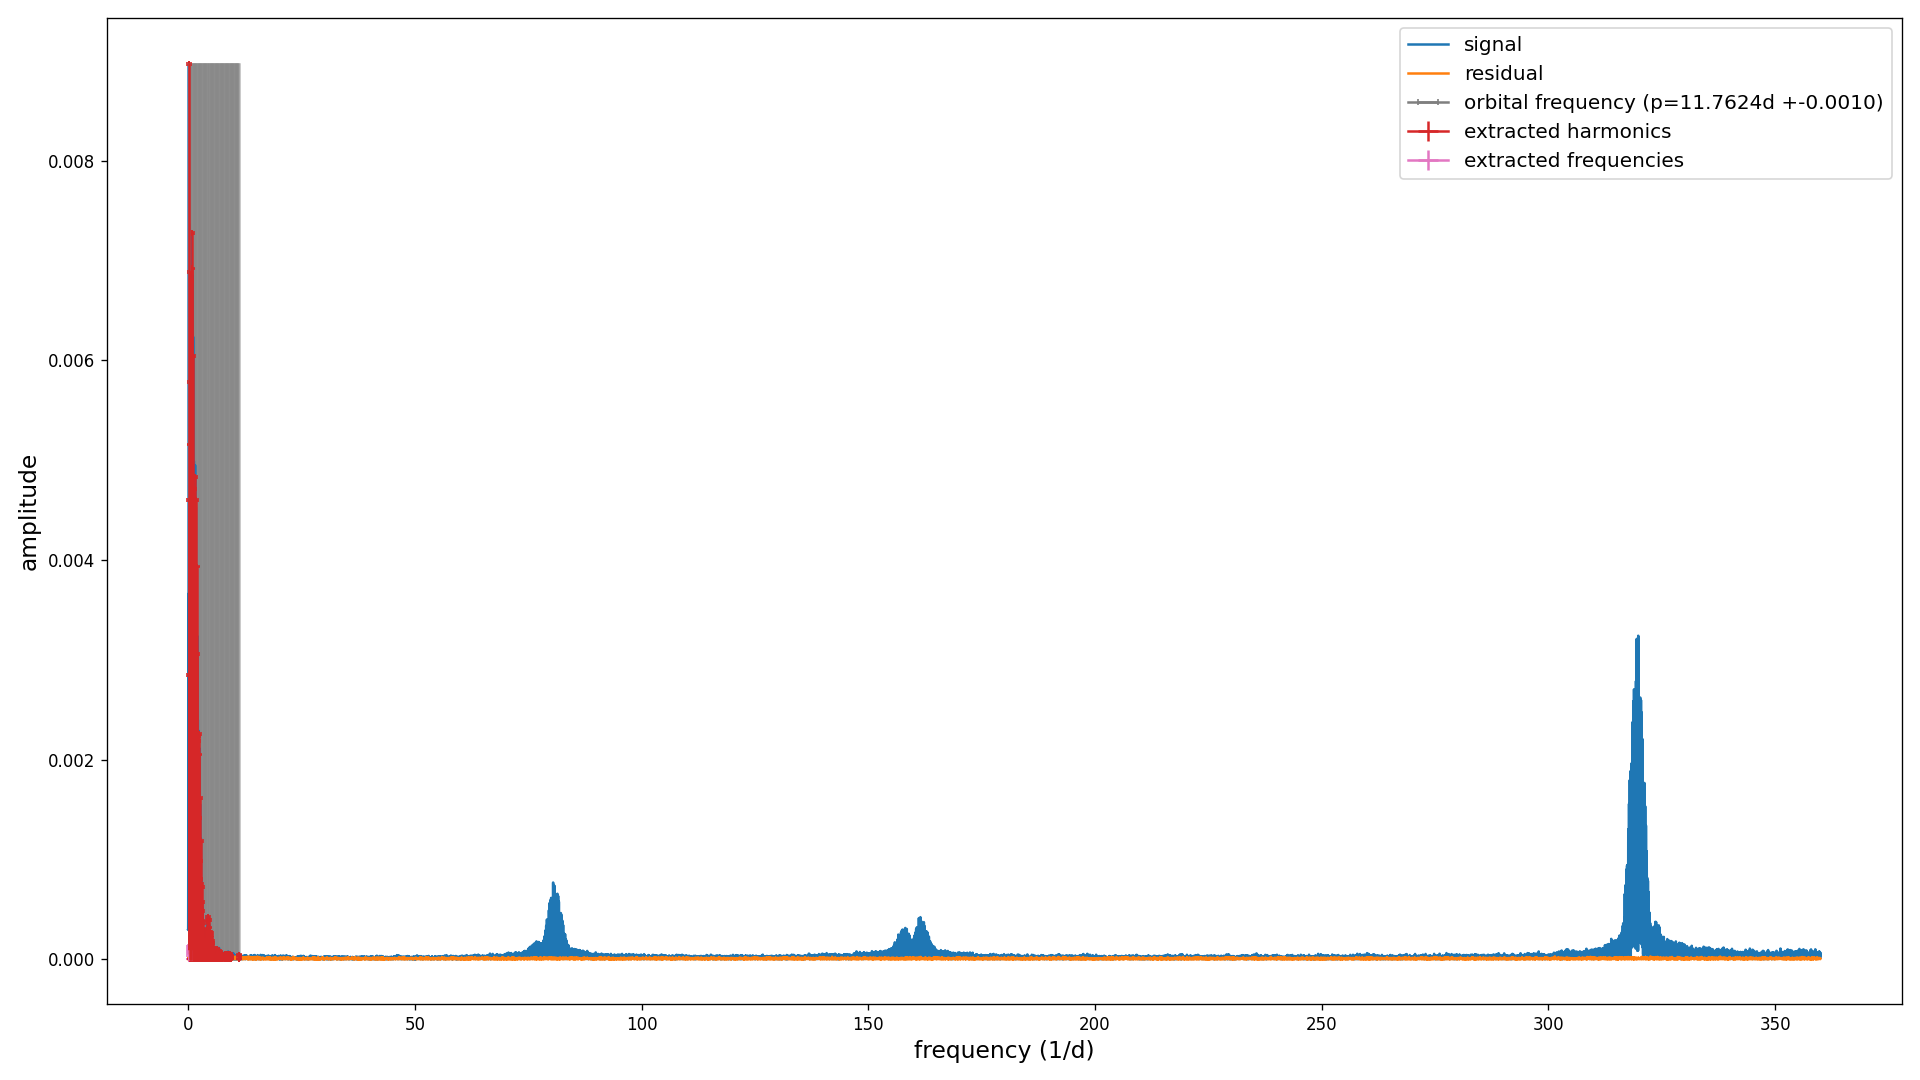 signal
residual
orbital frequency (p=11.7624d +-0.0010)
extracted harmonics
extracted frequencies
0.008
0.006
0.004
0.002
0.000
amplitude
0 50 100 150 200 250 300 350
frequency (1/d)